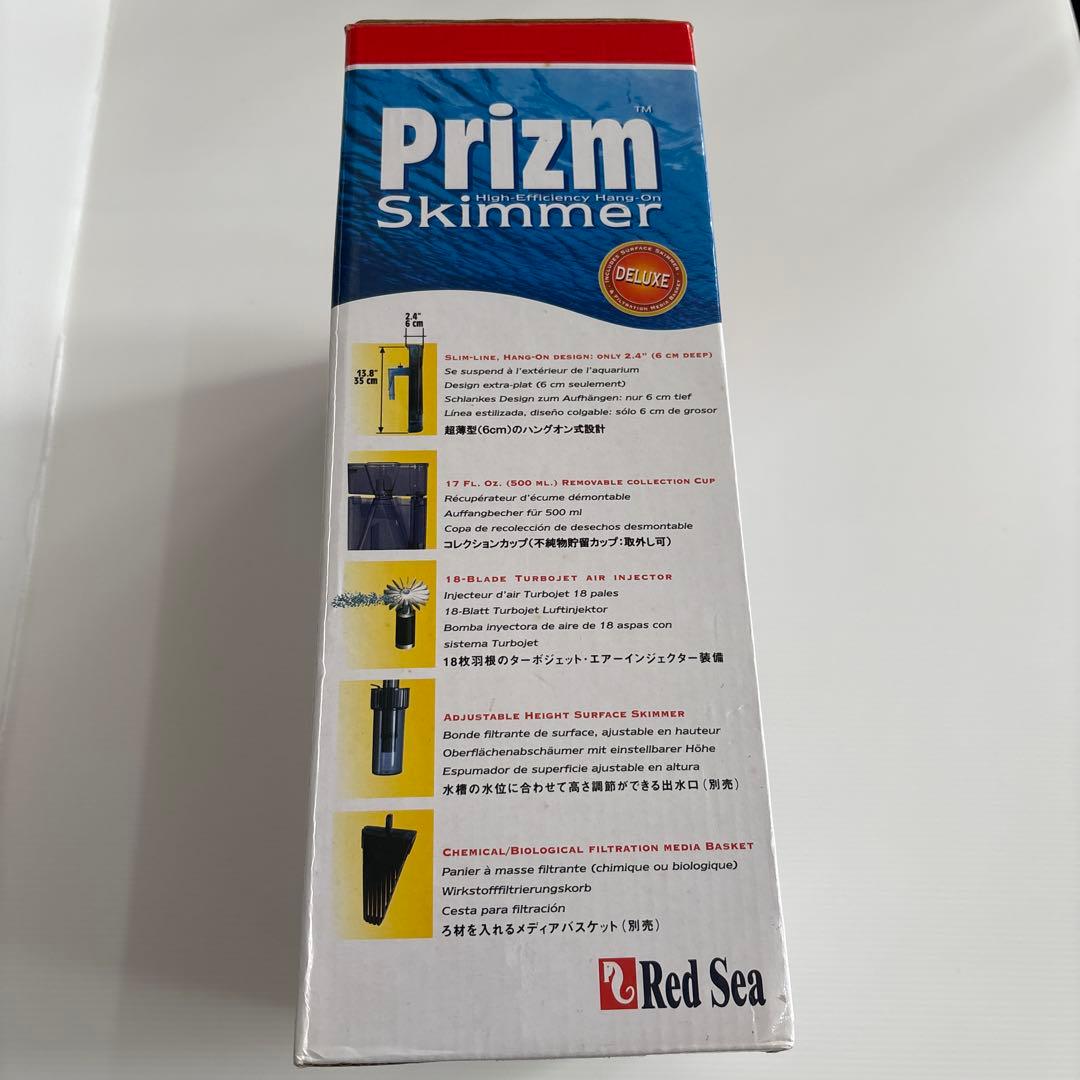 Prizm™
High-Efficiency Hang-On
Skimmer
INCLUDES SURFACE SKIMMER
DELUXE
& FILTRATION MEDIA BASKET
2.4"
6 cm
13.8"
35 cm
SLIM-LINE, HANG-ON DESIGN: ONLY 2.4" (6 CM DEEP)
Se suspend à l'extérieur de l'aquarium
Design extra-plat (6 cm seulement)
Schlankes Design zum Aufhängen: nur 6 cm tief
Línea estilizada, diseño colgable: sólo 6 cm de grosor
超薄型(6cm)のハングオン式設計
17 FL. OZ. (500 ML.) REMOVABLE COLLECTION CUP
Récupérateur d'écume démontable
Auffangbecher für 500 ml
Copa de recolección de desechos desmontable
コレクションカップ(不純物貯留カップ:取外し可)
18-BLADE TURBOJET AIR INJECTOR
Injecteur d'air Turbojet 18 pales
18-Blatt Turbojet Luftinjektor
Bomba inyectora de aire de 18 aspas con
sistema Turbojet
18枚羽根のターボジェット・エアーインジェクター装備
ADJUSTABLE HEIGHT SURFACE SKIMMER
Bonde filtrante de surface, ajustable en hauteur
Oberflächenabschäumer mit einstellbarer Höhe
Espumador de superficie ajustable en altura
水槽の水位に合わせて高さ調節ができる出水口(別売)
CHEMICAL/BIOLOGICAL FILTRATION MEDIA BASKET
Panier à masse filtrante (chimique ou biologique)
Wirkstofffiltrierungskorb
Cesta para filtración
ろ材を入れるメディアバスケット(別売)
Red Sea